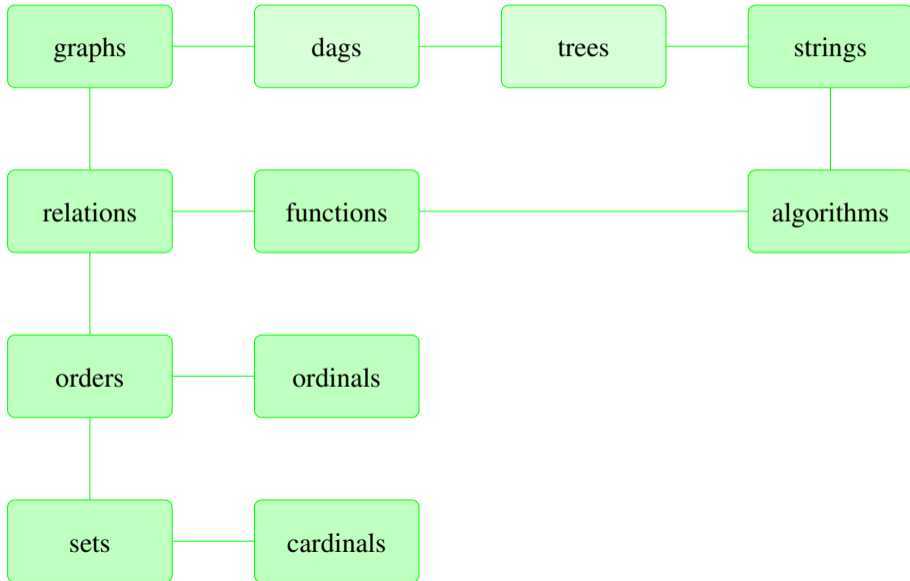 graphs
dags
trees
strings
relations
functions
algorithms
orders
ordinals
sets
cardinals